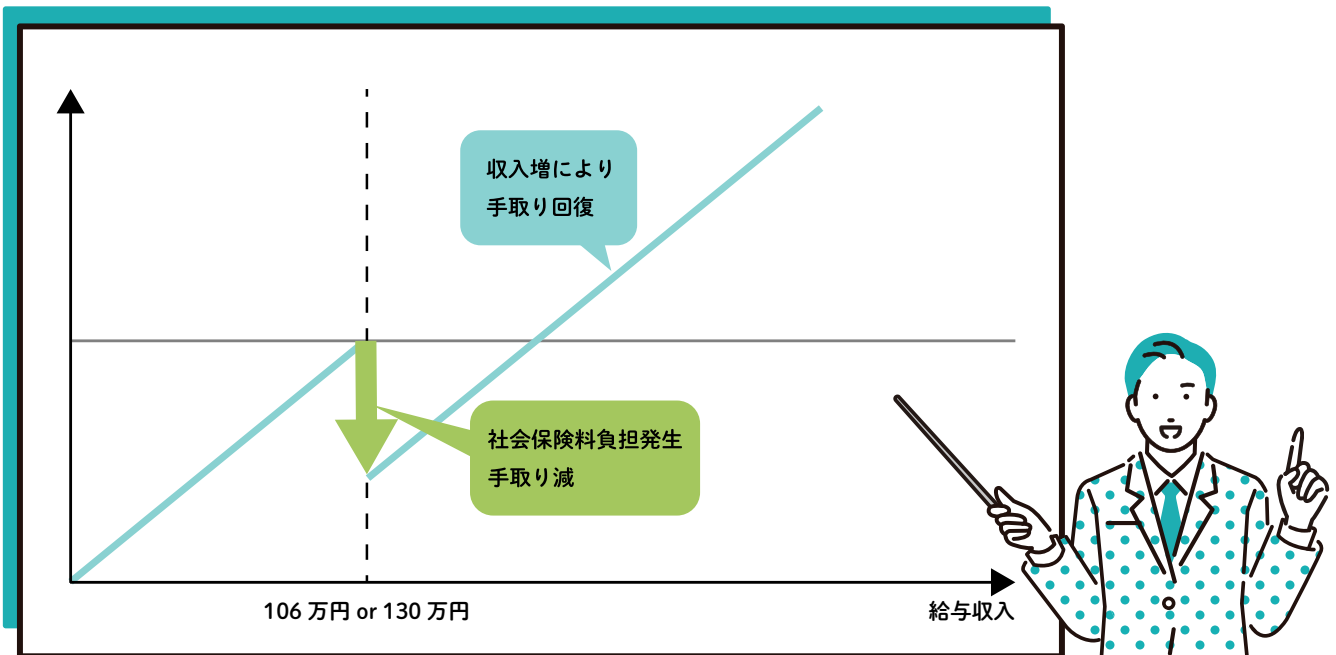 収入増により
手取り回復
社会保険料負担発生
手取り減
106 万円 or 130 万円
給与収入